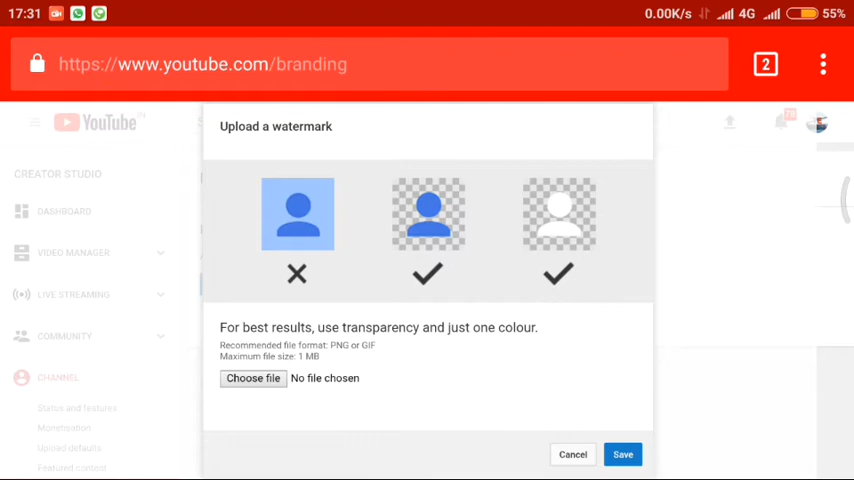 17:31
0.00K/s 4G 55%
https://www.youtube.com/branding
2
YouTube IN
Upload a watermark
CREATOR STUDIO
DASHBOARD
VIDEO MANAGER
LIVE STREAMING
COMMUNITY
CHANNEL
Status and features
Monetisation
Upload defaults
Featured content
For best results, use transparency and just one colour.
Recommended file format: PNG or GIF
Maximum file size: 1 MB
Choose file No file chosen
Cancel Save